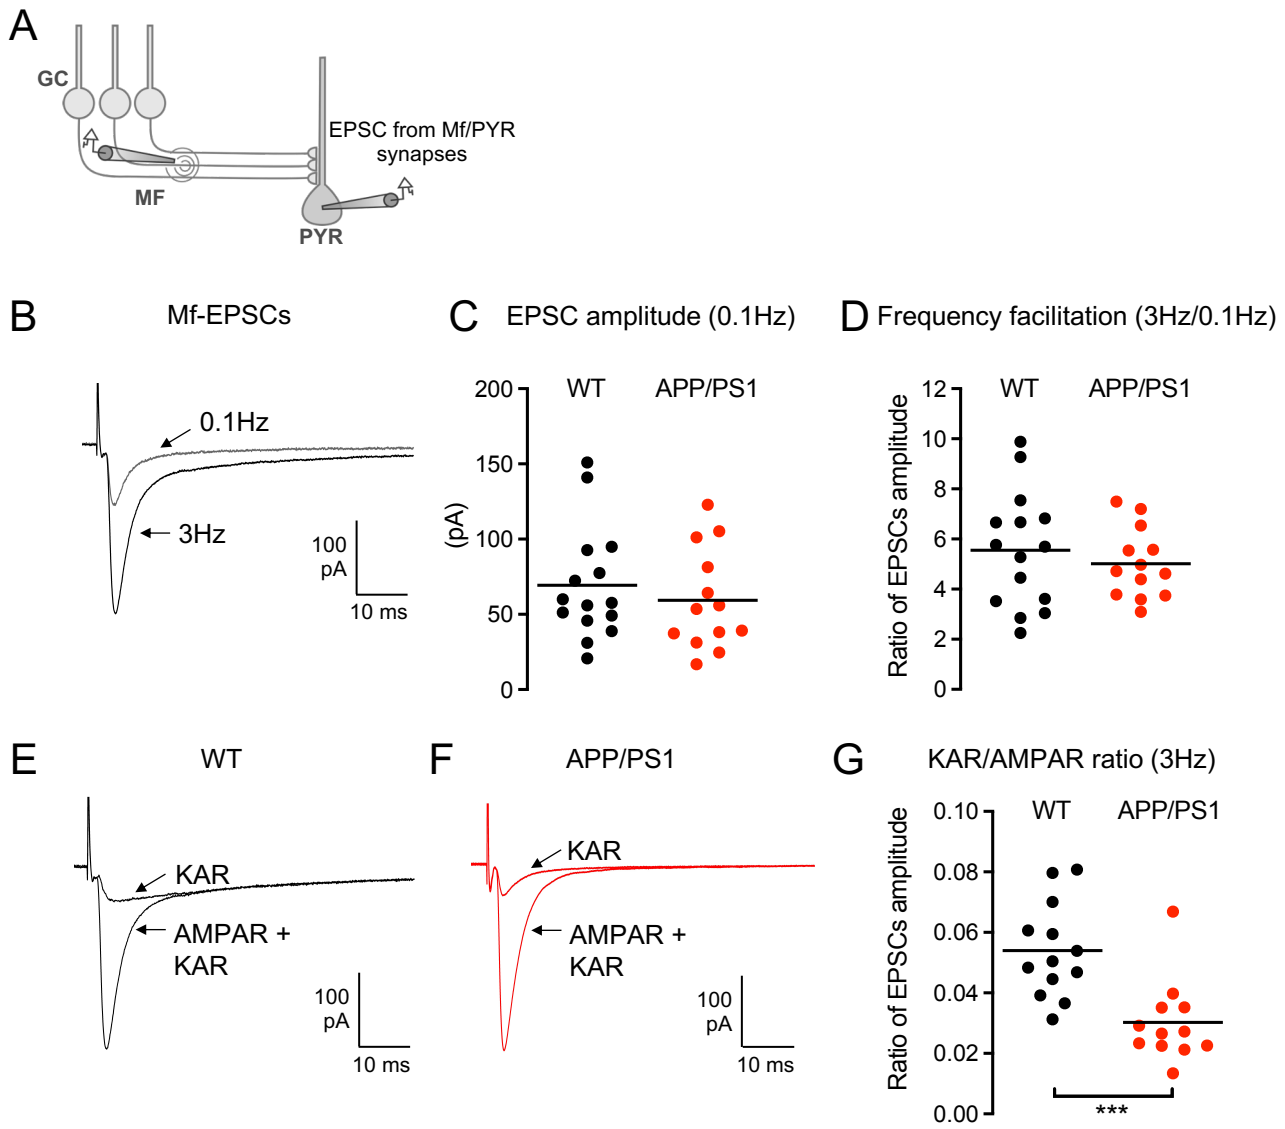 A
GC
EPSC from Mf/PYR
synapses
MF
PYR
B
Mf-EPSCs
0.1Hz
3Hz
100
pA
10 ms
C
EPSC amplitude (0.1Hz)
WT
APP/PS1
(pA)
200
150
100
50
0
D
Frequency facilitation (3Hz/0.1Hz)
WT
APP/PS1
Ratio of EPSCs amplitude
12
10
8
6
4
2
0
E
WT
KAR
AMPAR +
KAR
100
pA
10 ms
F
APP/PS1
KAR
AMPAR +
KAR
100
pA
10 ms
G
KAR/AMPAR ratio (3Hz)
WT
APP/PS1
Ratio of EPSCs amplitude
0.10
0.08
0.06
0.04
0.02
0.00
***